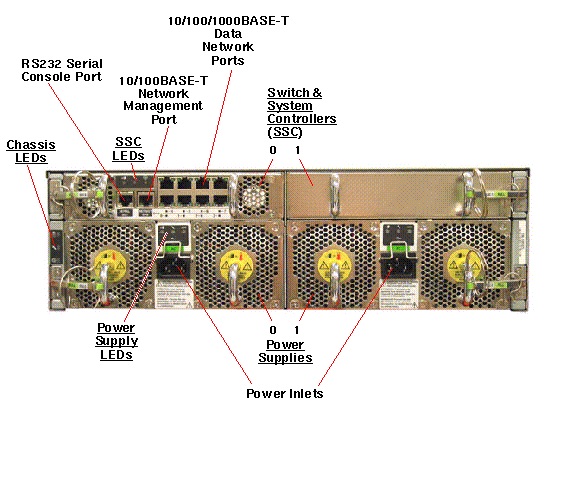 10/100/1000BASE-T
Data
Network
Ports
RS232 Serial
Console Port
10/100BASE-T
Network
Management
Port
Switch &
System
Controllers
(SSC)
Chassis
LEDs
SSC
LEDs
0 1
Power
Supply
LEDs
0 1
Power
Supplies
Power Inlets